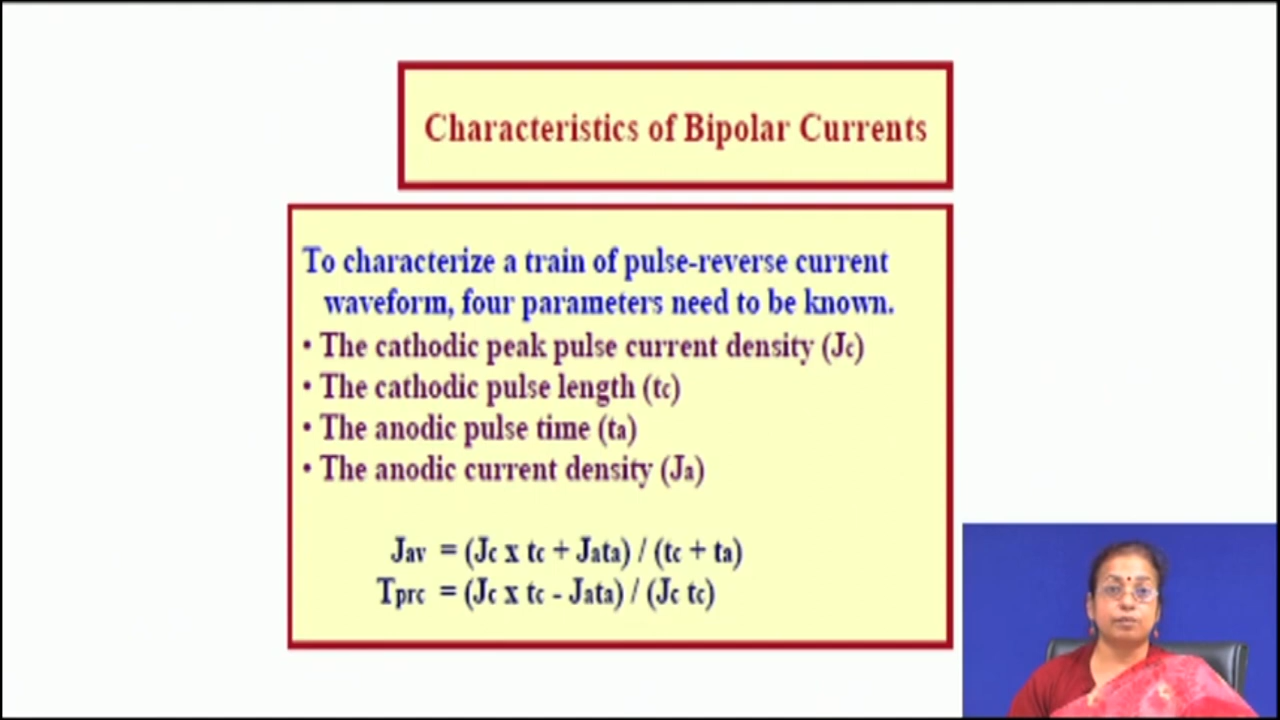 Characteristics of Bipolar Currents
To characterize a train of pulse-reverse current
waveform, four parameters need to be known.
• The cathodic peak pulse current density (Jc)
• The cathodic pulse length (tc)
• The anodic pulse time (ta)
• The anodic current density (Ja)
Jav = (Jc x tc + Jata) / (tc + ta)
Tprc = (Jc x tc - Jata) / (Jc tc)